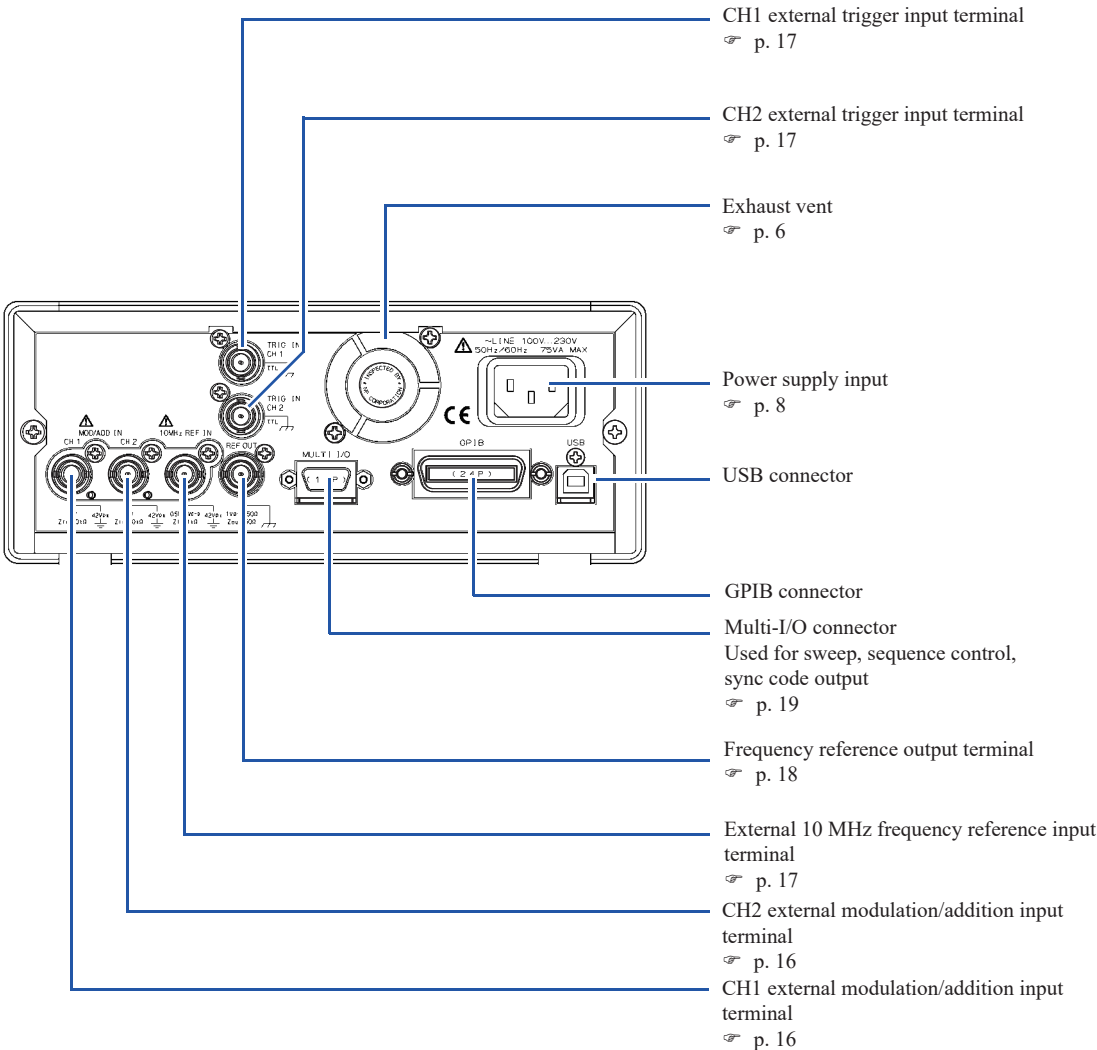 CH1 external trigger input terminal
☞ p. 17
CH2 external trigger input terminal
☞ p. 17
Exhaust vent
☞ p. 6
Power supply input
☞ p. 8
USB connector
GPIB connector
Multi-I/O connector
Used for sweep, sequence control,
sync code output
☞ p. 19
Frequency reference output terminal
☞ p. 18
External 10 MHz frequency reference input
terminal
☞ p. 17
CH2 external modulation/addition input
terminal
☞ p. 16
CH1 external modulation/addition input
terminal
☞ p. 16
TRIG IN
CH 1
TTL
TRIG IN
CH 2
TTL
INSPECTED BY
CORPORATION
~LINE 100V...230V
50Hz/60Hz 75VA MAX
CE
MOD/ADD IN
CH 1 CH 2
10MHz REF IN
REF OUT
MULTI I/O
GPIB
(24P)
USB